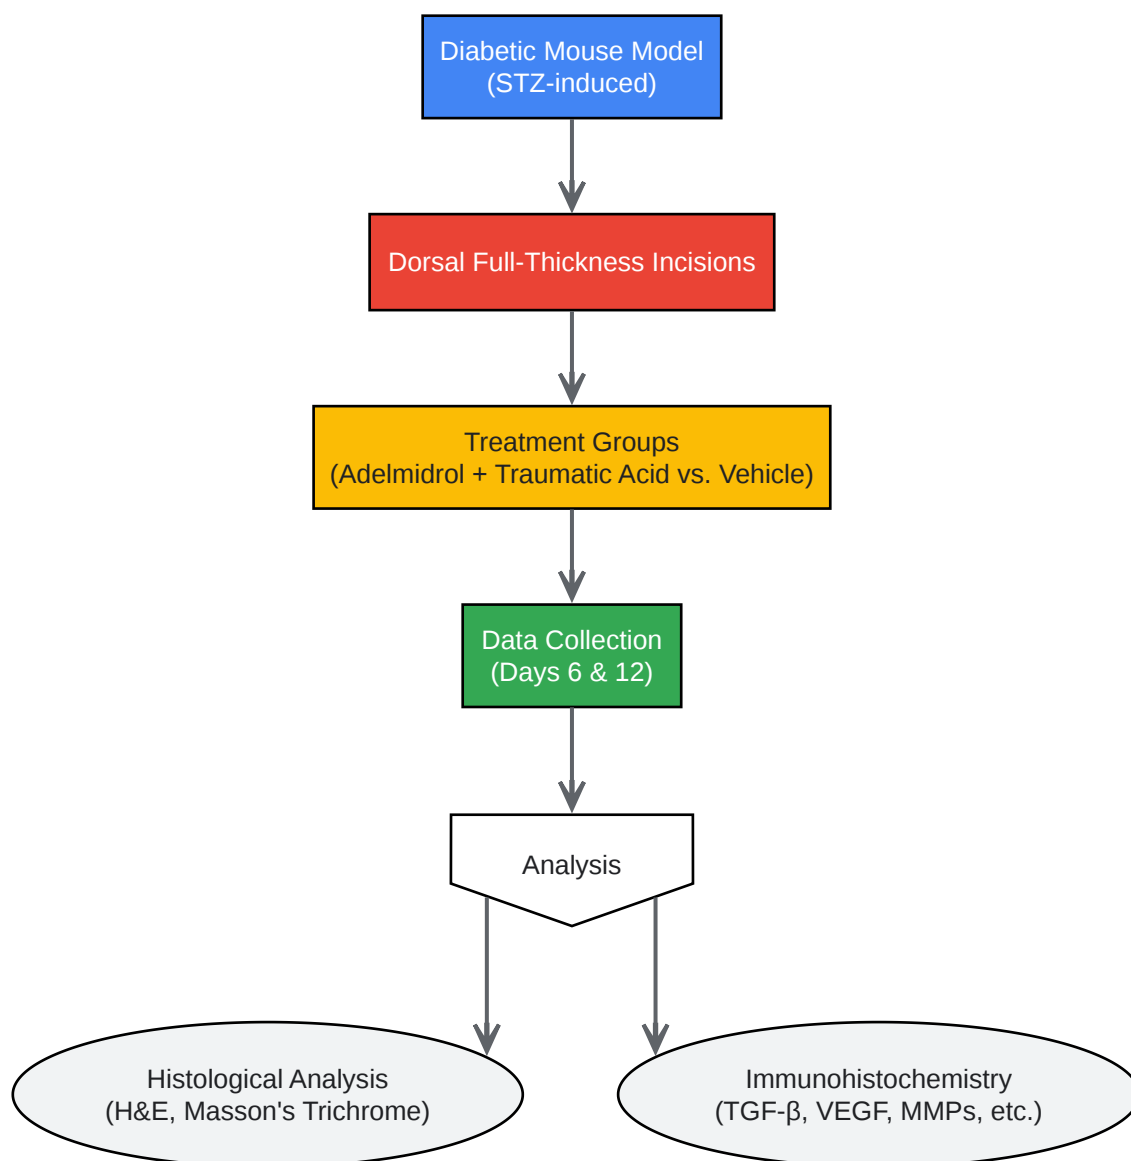 Diabetic Mouse Model
(STZ-induced)
Dorsal Full-Thickness Incisions
Treatment Groups
(Adelmidrol + Traumatic Acid vs. Vehicle)
Data Collection
(Days 6 & 12)
Analysis
Histological Analysis
(H&E, Masson's Trichrome)
Immunohistochemistry
(TGF-β, VEGF, MMPs, etc.)